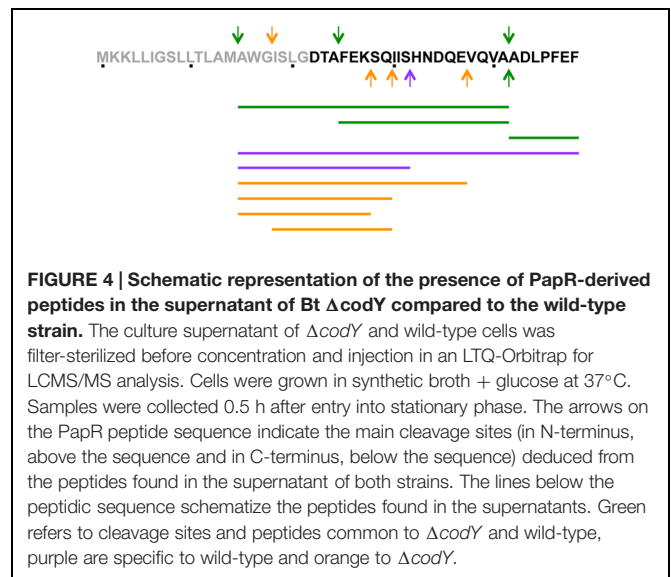 MKKLLIGSLLTLAMAWGISLGDTAFEKSQIISHNDQEVQVAADLPFEF
FIGURE 4 | Schematic representation of the presence of PapR-derived
peptides in the supernatant of Bt ΔcodY compared to the wild-type
strain. The culture supernatant of ΔcodY and wild-type cells was
filter-sterilized before concentration and injection in an LTQ-Orbitrap for
LCMS/MS analysis. Cells were grown in synthetic broth + glucose at 37°C.
Samples were collected 0.5 h after entry into stationary phase. The arrows on
the PapR peptide sequence indicate the main cleavage sites (in N-terminus,
above the sequence and in C-terminus, below the sequence) deduced from
the peptides found in the supernatant of both strains. The lines below the
peptidic sequence schematize the peptides found in the supernatants. Green
refers to cleavage sites and peptides common to ΔcodY and wild-type,
purple are specific to wild-type and orange to ΔcodY.